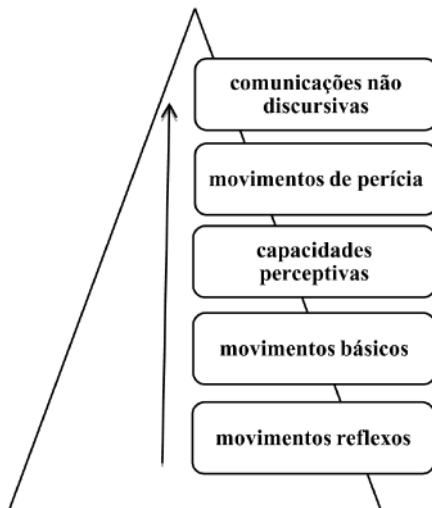 comunicações não
discursivas
movimentos de perícia
capacidades
perceptivas
movimentos básicos
movimentos reflexos